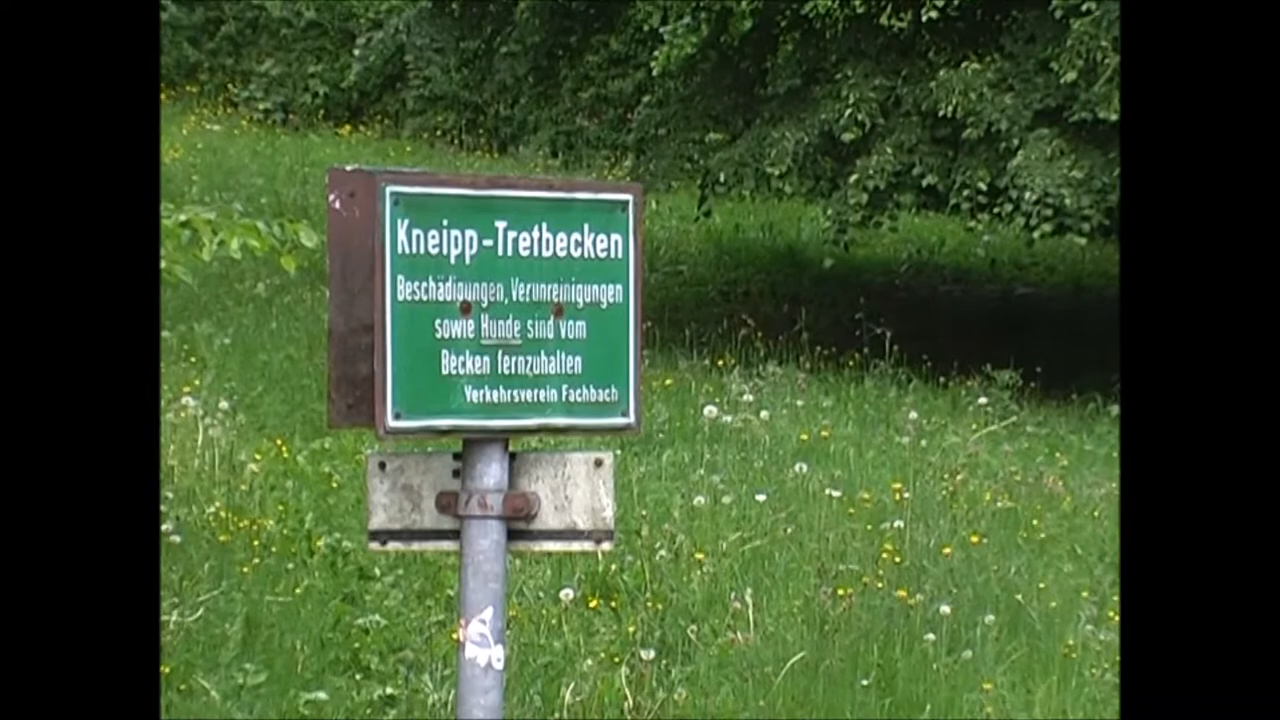 Kneipp-Tretbecken
Beschädigungen, Verunreinigungen
sowie Hunde sind vom
Becken fernzuhalten
Verkehrsverein Fachbach